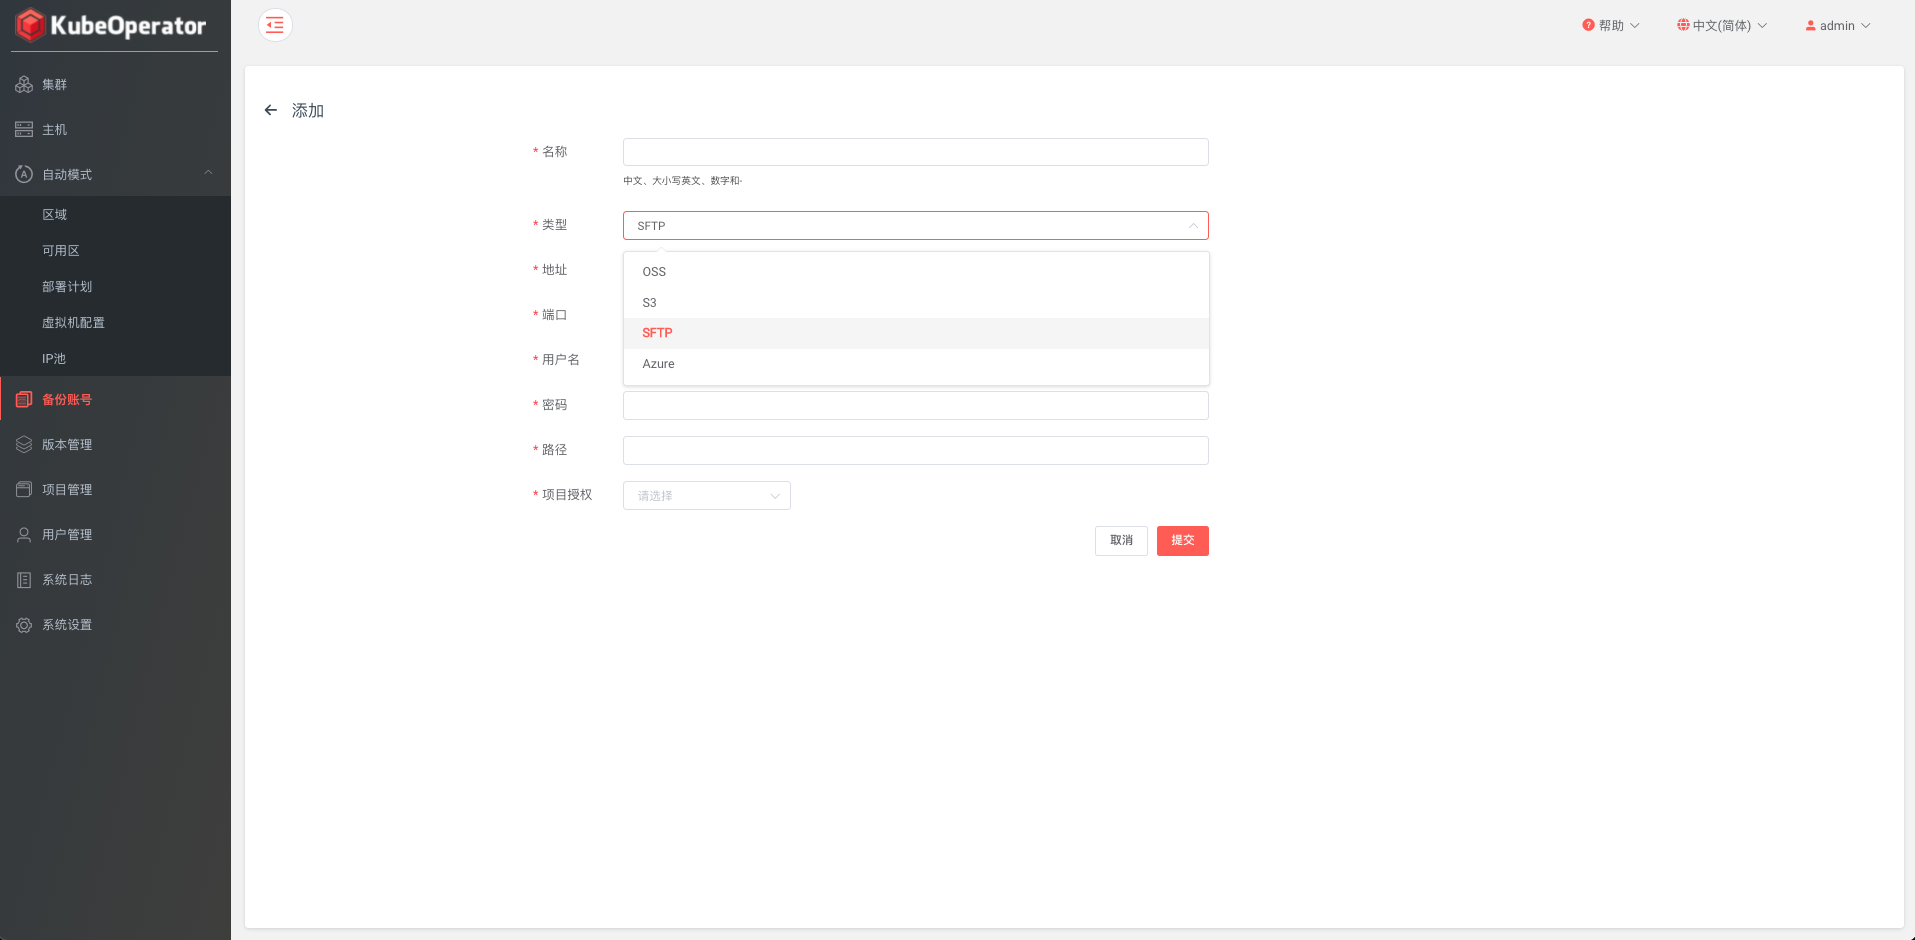 KubeOperator
集群
主机
自动模式
区域
可用区
部署计划
虚拟机配置
IP池
备份账号
版本管理
项目管理
用户管理
系统日志
系统设置
帮助
中文(简体)
admin
添加
* 名称
中文、大小写英文、数字和-
* 类型
SFTP
* 地址
OSS
S3
* 端口
SFTP
* 用户名
Azure
* 密码
* 路径
* 项目授权
请选择
取消
提交